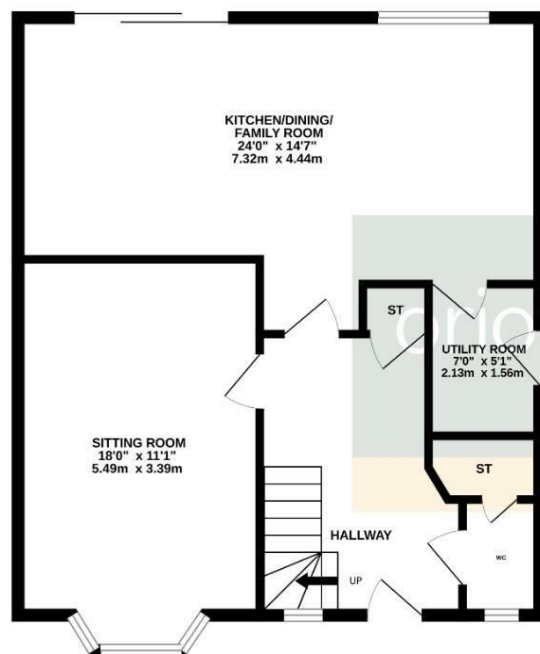 KITCHEN/DINING/
FAMILY ROOM
24'0" x 14'7"
7.32m x 4.44m
ST
UTILITY ROOM
7'0" x 5'1"
2.13m x 1.56m
SITTING ROOM
18'0" x 11'1"
5.49m x 3.39m
ST
HALLWAY
WC
UP